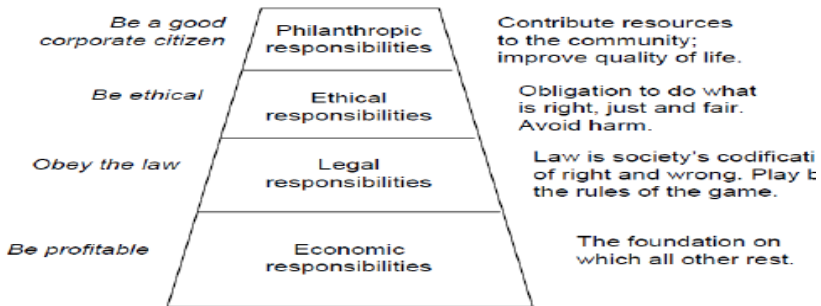 Be a good
corporate citizen
Philanthropic
responsibilities
Contribute resources
to the community;
improve quality of life.
Be ethical
Ethical
responsibilities
Obligation to do what
is right, just and fair.
Avoid harm.
Obey the law
Legal
responsibilities
Law is society's
of right and wrong. Play
the rules of the game.
Be profitable
Economic
responsibilities
The foundation on
which all other rest.